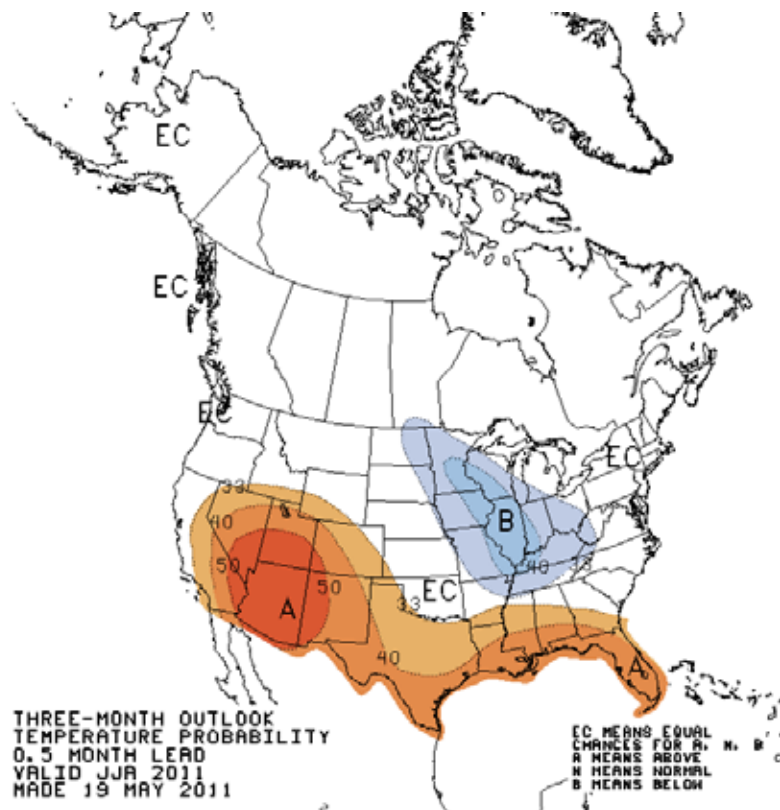 EC
EC
EC
33
40
50
50
A
40
33
EC
B
40
33
EC
A
THREE-MONTH OUTLOOK
TEMPERATURE PROBABILITY
0.5 MONTH LEAD
VALID JJA 2011
MADE 19 MAY 2011
EC MEANS EQUAL
CHANCES FOR A, N, B
A MEANS ABOVE
N MEANS NORMAL
B MEANS BELOW